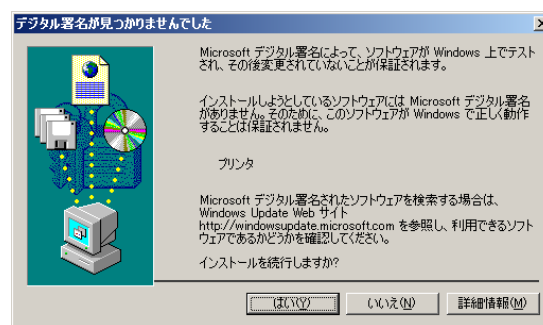 デジタル署名が見つかりませんでした
Microsoft デジタル署名によって、ソフトウェアが Windows 上でテスト
され、その後変更されていないことが保証されます。
インストールしようとしているソフトウェアには Microsoft デジタル署名
がありません。そのために、このソフトウェアが Windows で正しく動作
することは保証されません。
プリンタ
Microsoft デジタル署名されたソフトウェアを検索する場合は、
Windows Update Web サイト
http://windowsupdate.microsoft.com を参照し、利用できるソフト
ウェアであるかどうかを確認してください。
インストールを続行しますか?
はい(Y) いいえ(N) 詳細情報(M)